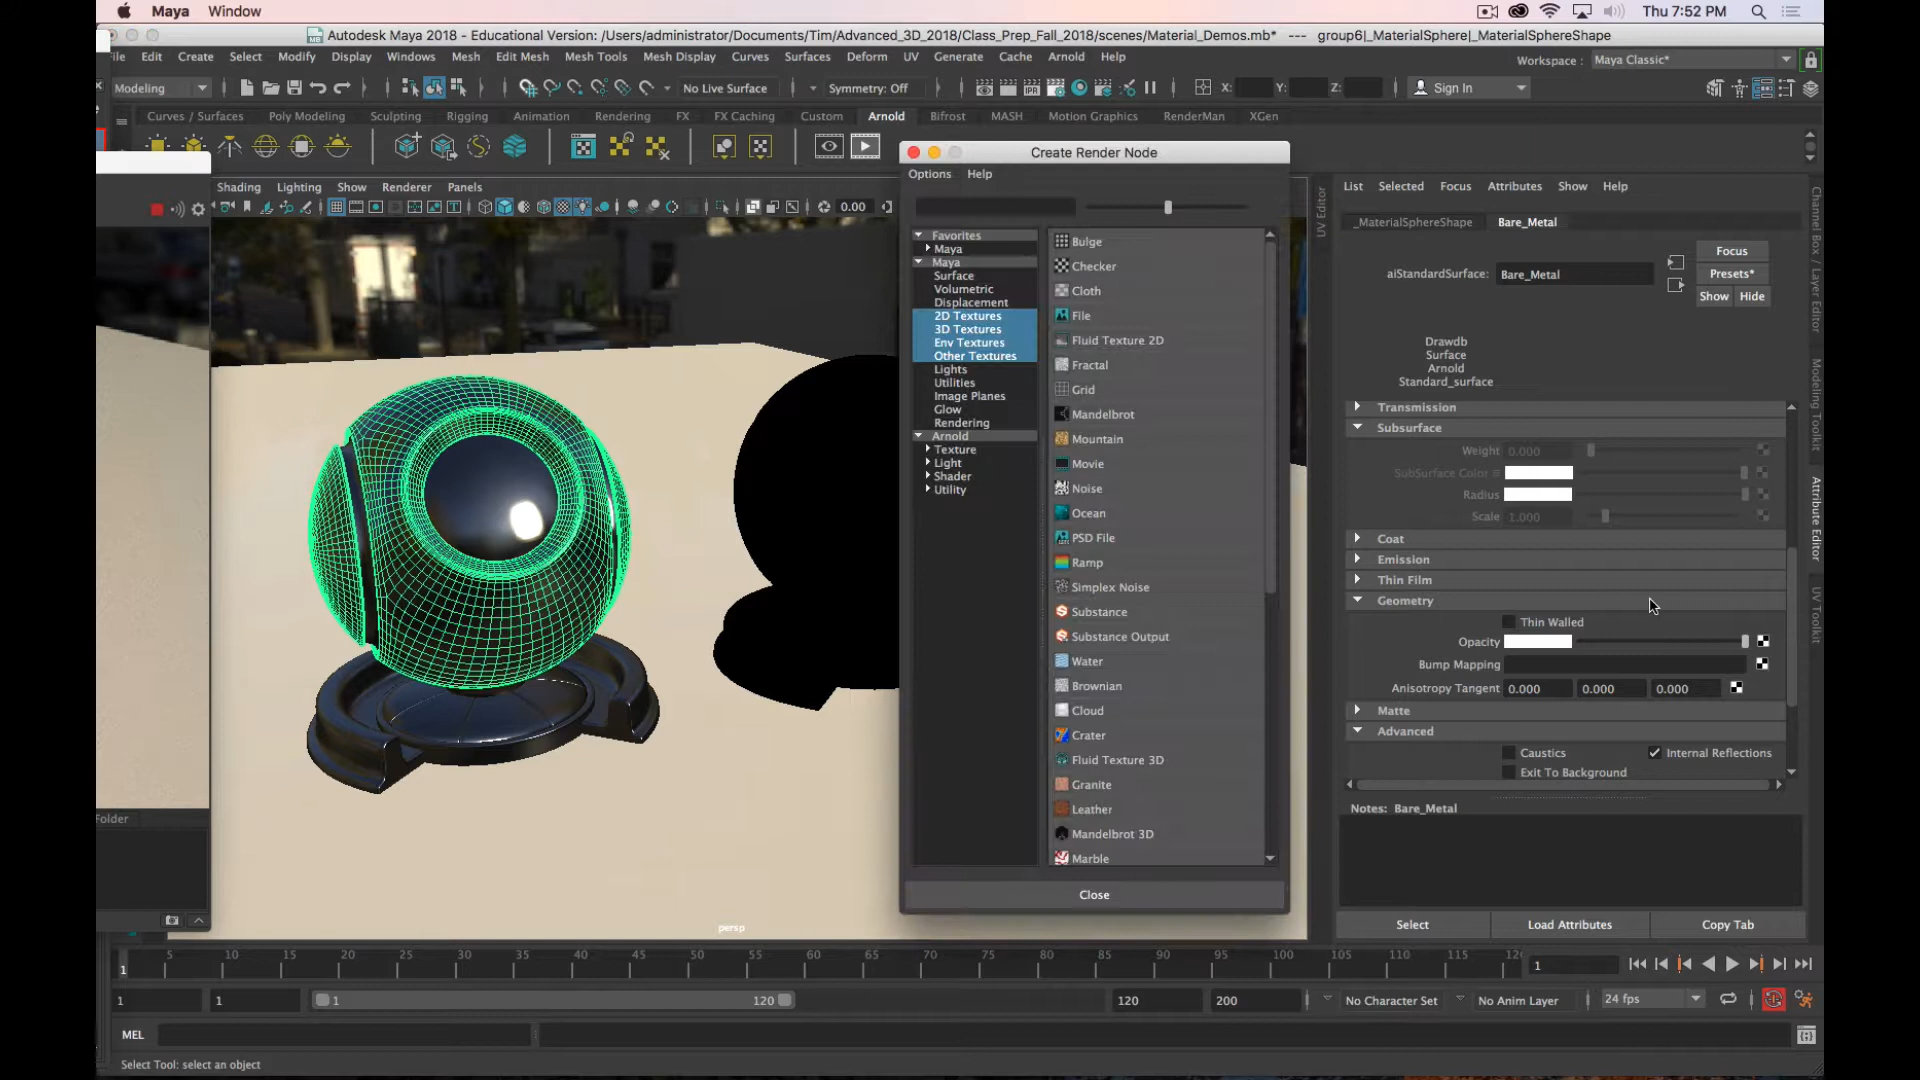 Maya Window Thu 7:52 PM
Autodesk Maya 2018 - Educational Version: /Users/administrator/Documents/Tim/Advanced_3D_2018/Class_Prep_Fall_2018/scenes/Material_Demos.mb* --- group6|_MaterialSphere|_MaterialSphereShape
ile Edit Create Select Modify Display Windows Mesh Edit Mesh Mesh Tools Mesh Display Curves Surfaces Deform UV Generate Cache Arnold Help Workspace : Maya Classic*
Modeling No Live Surface Symmetry: Off X: Y: Z: Sign In
Curves / Surfaces Poly Modeling Sculpting Rigging Animation Rendering FX FX Caching Custom Arnold Bifrost MASH Motion Graphics RenderMan XGen
Shading Lighting Show Renderer Panels
0.00
Folder
persp
Create Render Node
Options Help
Favorites
Maya
Maya
Surface
Volumetric
Displacement
2D Textures
3D Textures
Env Textures
Other Textures
Lights
Utilities
Image Planes
Glow
Rendering
Arnold
Texture
Light
Shader
Utility
Bulge
Checker
Cloth
File
Fluid Texture 2D
Fractal
Grid
Mandelbrot
Mountain
Movie
Noise
Ocean
PSD File
Ramp
Simplex Noise
Substance
Substance Output
Water
Brownian
Cloud
Crater
Fluid Texture 3D
Granite
Leather
Mandelbrot 3D
Marble
Close
UV Editor
List Selected Focus Attributes Show Help
_MaterialSphereShape Bare_Metal
Focus
aiStandardSurface: Bare_Metal Presets*
Show Hide
Drawdb
Surface
Arnold
Standard_surface
Transmission
Subsurface
Weight 0.000
SubSurface Color
Radius
Scale 1.000
Coat
Emission
Thin Film
Geometry
Thin Walled
Opacity
Bump Mapping
Anisotropy Tangent 0.000 0.000 0.000
Matte
Advanced
Caustics Internal Reflections
Exit To Background
Notes: Bare_Metal
Select Load Attributes Copy Tab
Channel Box / Layer Editor
Modeling Toolkit
Attribute Editor
UV Toolkit
5 10 15 20 25 30 35 40 45 50 55 60 65 70 75 80 85 90 95 100 105 110 115 12
1 1
1 1 1 120 120 200 No Character Set No Anim Layer 24 fps
MEL
Select Tool: select an object